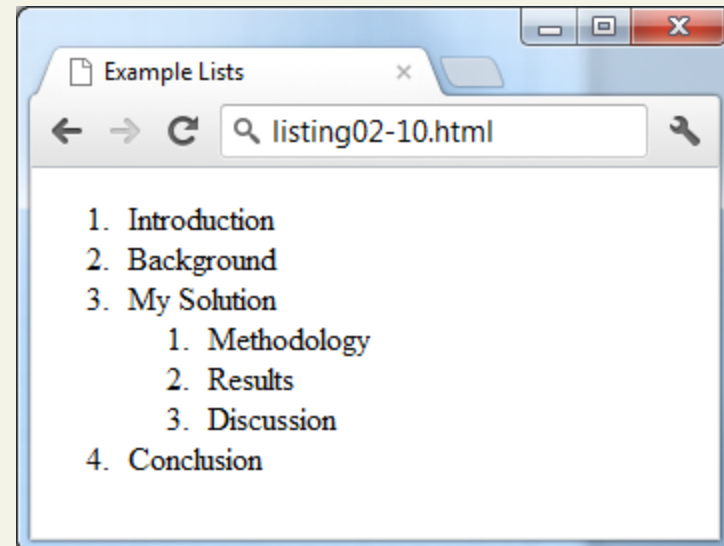 Example Lists
listing02-10.html
1. Introduction
2. Background
3. My Solution
1. Methodology
2. Results
3. Discussion
4. Conclusion